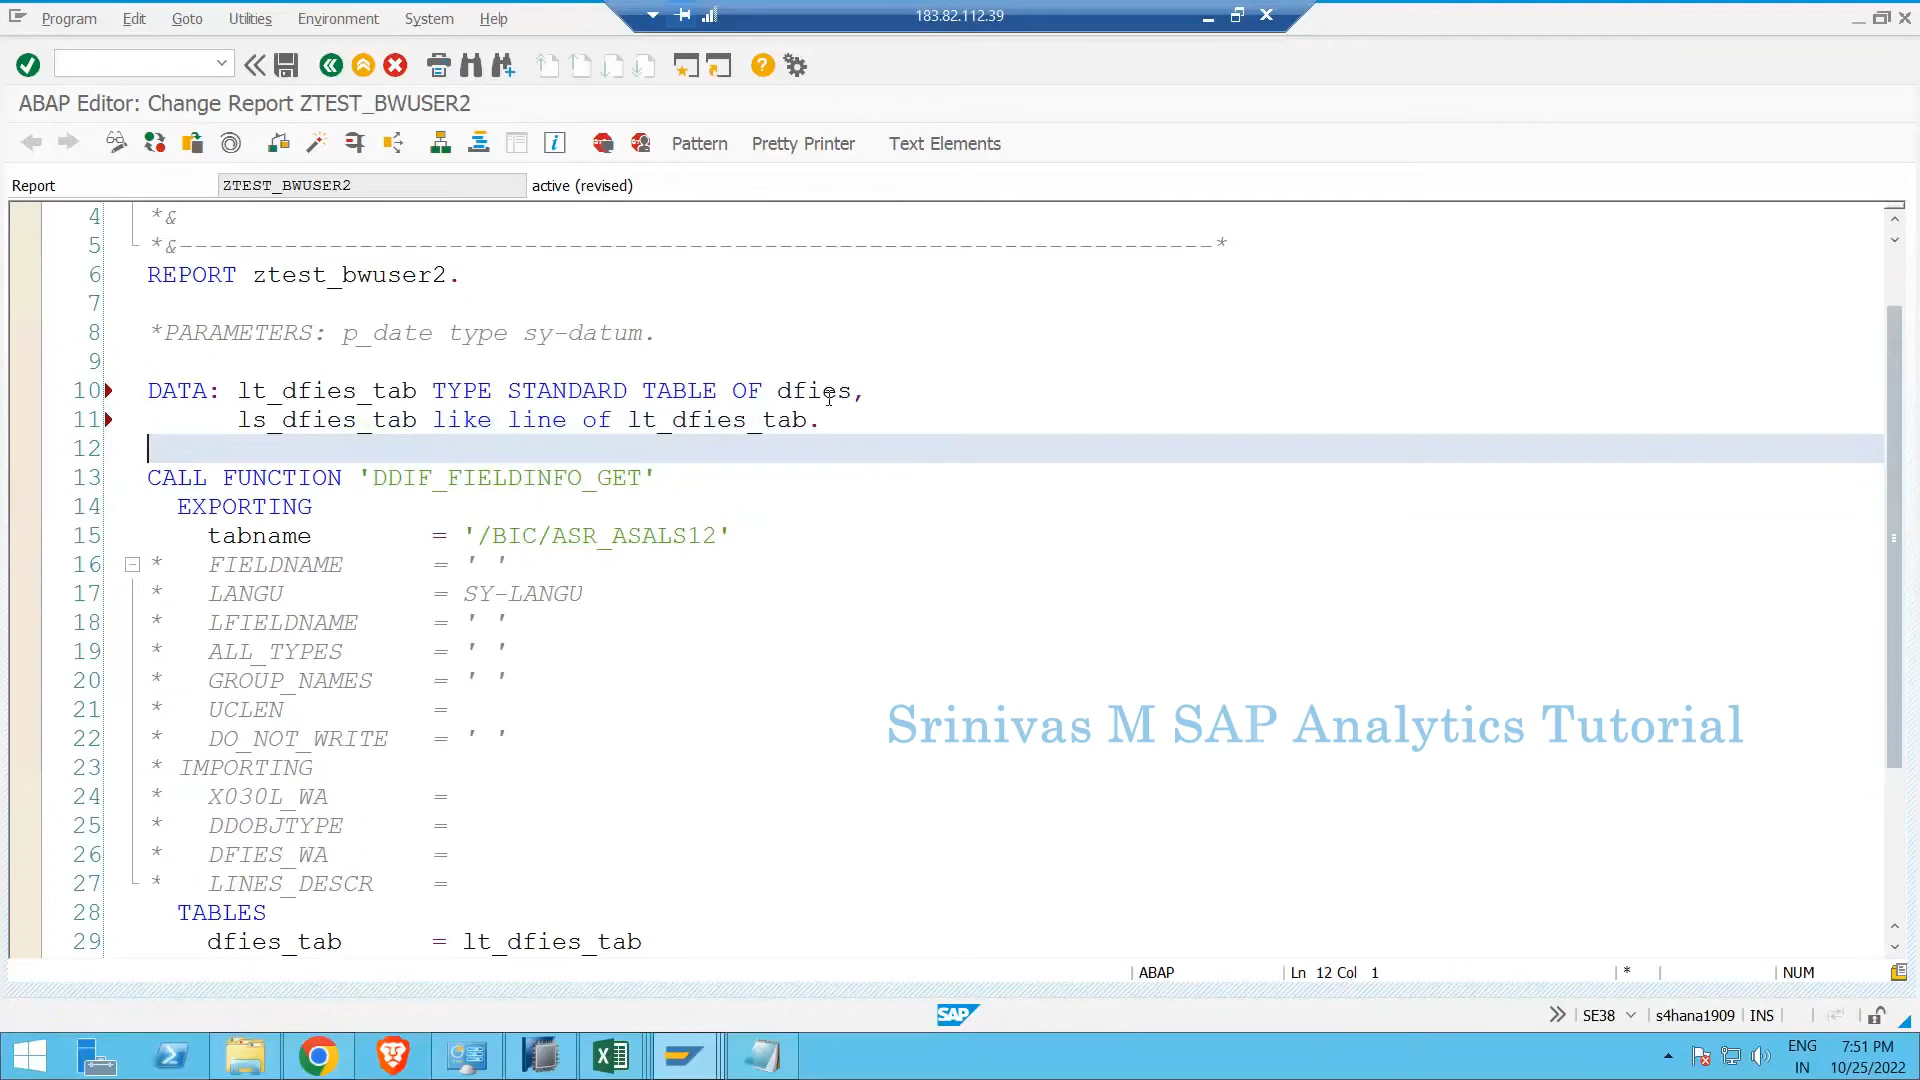 Program Edit Goto Utilities Environment System Help
183.82.112.39
ABAP Editor: Change Report ZTEST_BWUSER2
Pattern Pretty Printer Text Elements
Report ZTEST_BWUSER2 active (revised)
4 *&
5 *&---------------------------------------------------------------------*
6 REPORT ztest_bwuser2.
7
8 *PARAMETERS: p_date type sy-datum.
9
10 DATA: lt_dfies_tab TYPE STANDARD TABLE OF dfies,
11 ls_dfies_tab like line of lt_dfies_tab.
12
13 CALL FUNCTION 'DDIF_FIELDINFO_GET'
14 EXPORTING
15 tabname = '/BIC/ASR_ASALS12'
16 * FIELDNAME = ' '
17 * LANGU = SY-LANGU
18 * LFIELDNAME = ' '
19 * ALL_TYPES = ' '
20 * GROUP_NAMES = ' '
21 * UCLEN =
22 * DO_NOT_WRITE = ' '
23 * IMPORTING
24 * X030L_WA =
25 * DDOBJTYPE =
26 * DFIES_WA =
27 * LINES_DESCR =
28 TABLES
29 dfies_tab = lt_dfies_tab
Srinivas M SAP Analytics Tutorial
ABAP Ln 12 Col 1 * NUM
SAP
SE38 s4hana1909 INS
ENG 7:51 PM
IN 10/25/2022